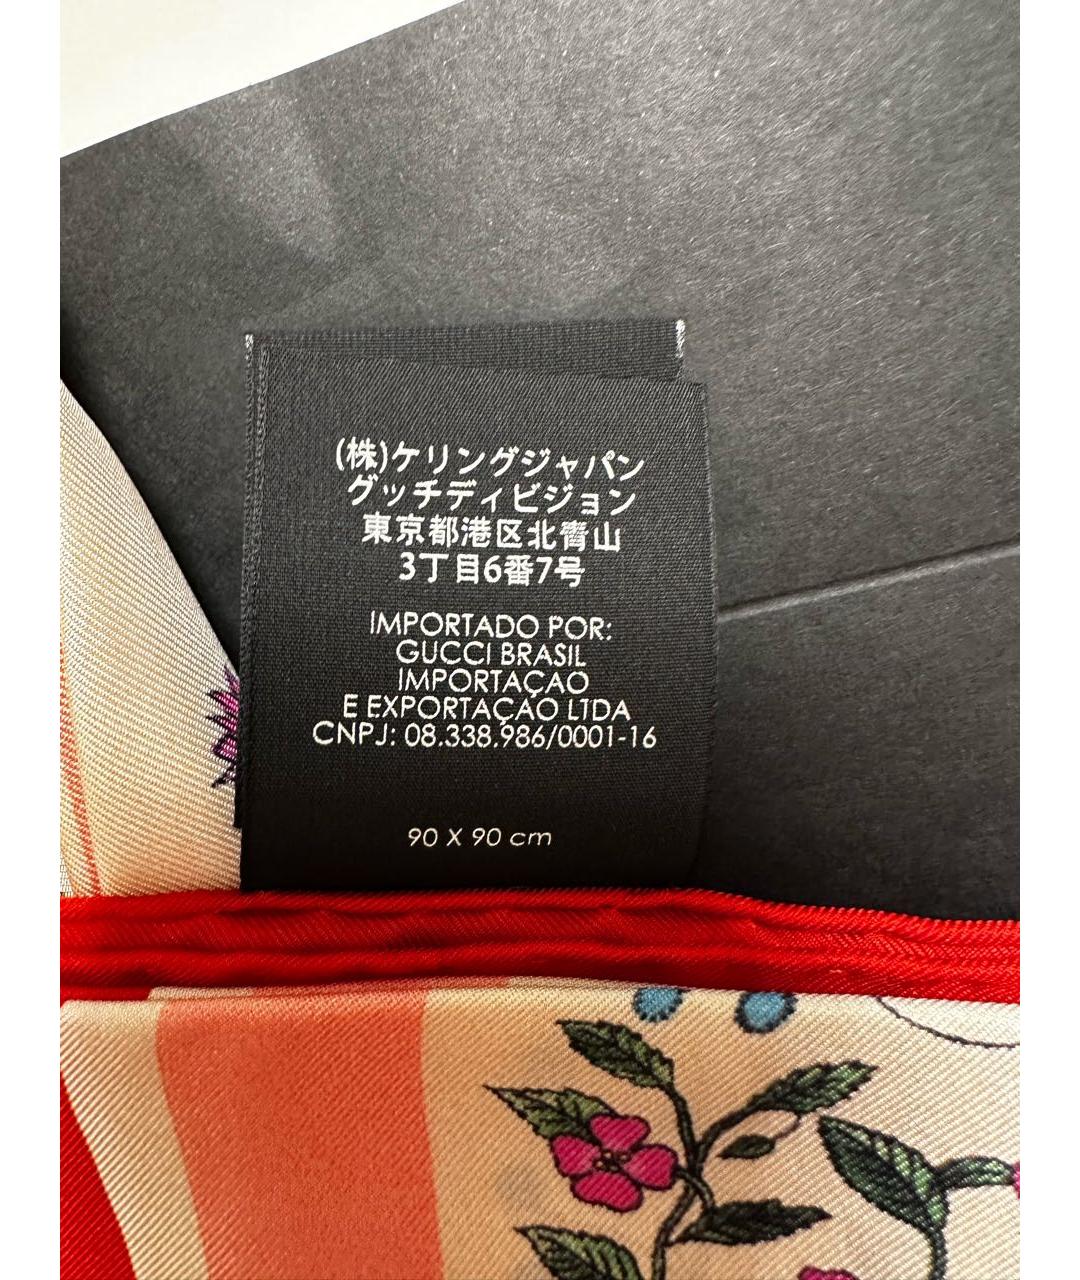 (株)ケリングジャパン
グッチディビジョン
東京都港区北青山
3丁目6番7号
IMPORTADO POR:
GUCCI BRASIL
IMPORTAÇAO
E EXPORTAÇÃO LTDA
CNPJ: 08.338.986/0001-16
90 X 90 cm